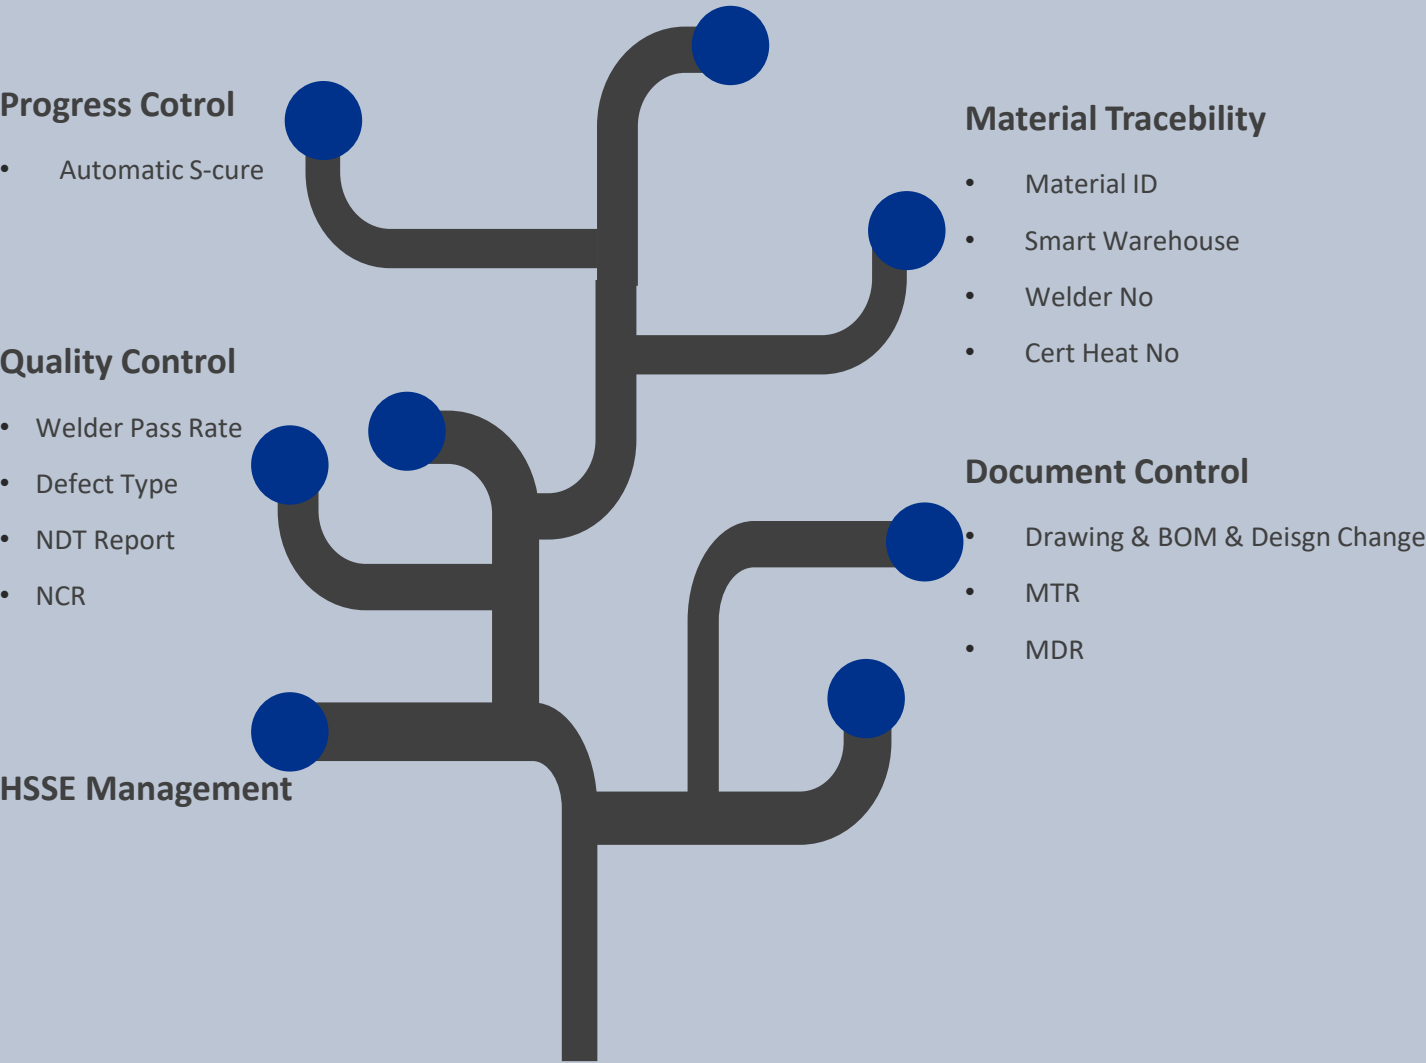 Progress Cotrol
• Automatic S-cure
Quality Control
• Welder Pass Rate
• Defect Type
• NDT Report
• NCR
HSSE Management
Material Tracebility
• Material ID
• Smart Warehouse
• Welder No
• Cert Heat No
Document Control
• Drawing & BOM & Deisgn Change
• MTR
• MDR